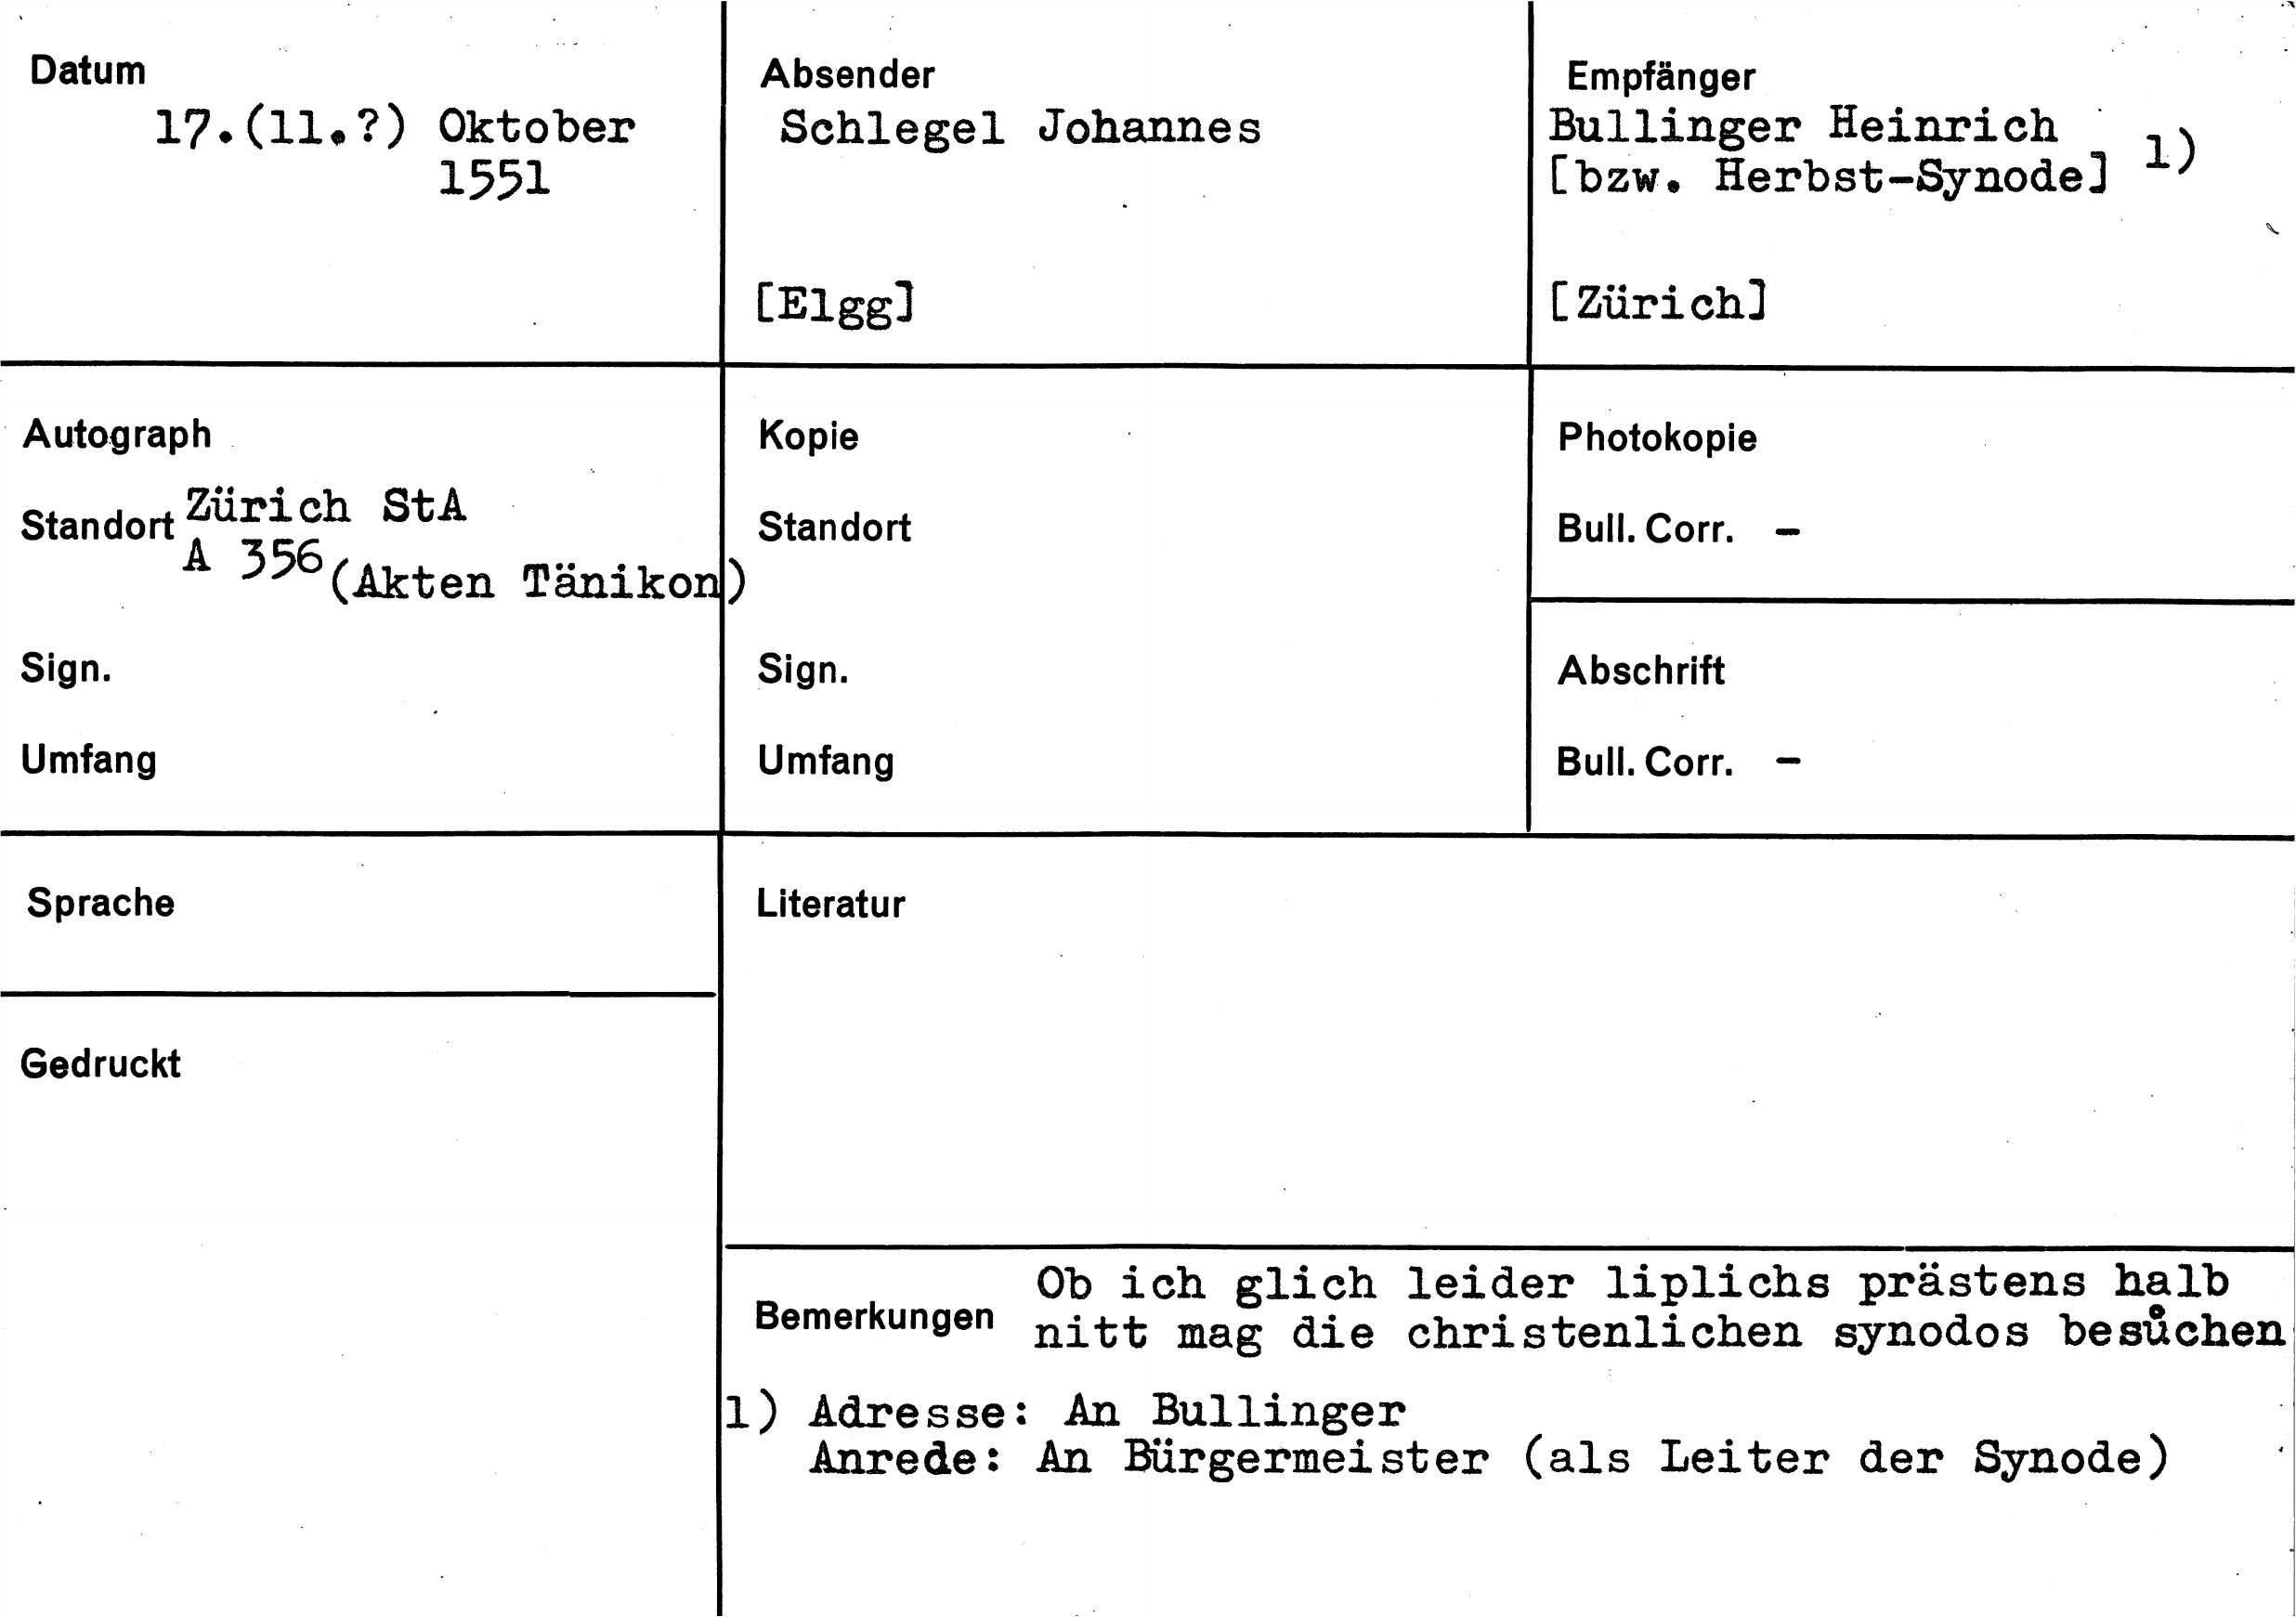 Datum
17.(11.?) Oktober
1551
Absender
Schlegel Johannes
[Elgg]
Empfänger
Bullinger Heinrich
[bzw. Herbst-Synode] 1)
[Zürich]
Autograph
Standort Zürich StA
A 356 (Akten Tänikon)
Sign.
Umfang
Kopie
Standort
Sign.
Umfang
Photokopie
Bull. Corr. -
Abschrift
Bull. Corr. -
Sprache
Gedruckt
Literatur
Bemerkungen
Ob ich glich leider liplichs prästens halb
nitt mag die christenlichen synodos besůchen
1) Adresse: An Bullinger
Anrede: An Bürgermeister (als Leiter der Synode)